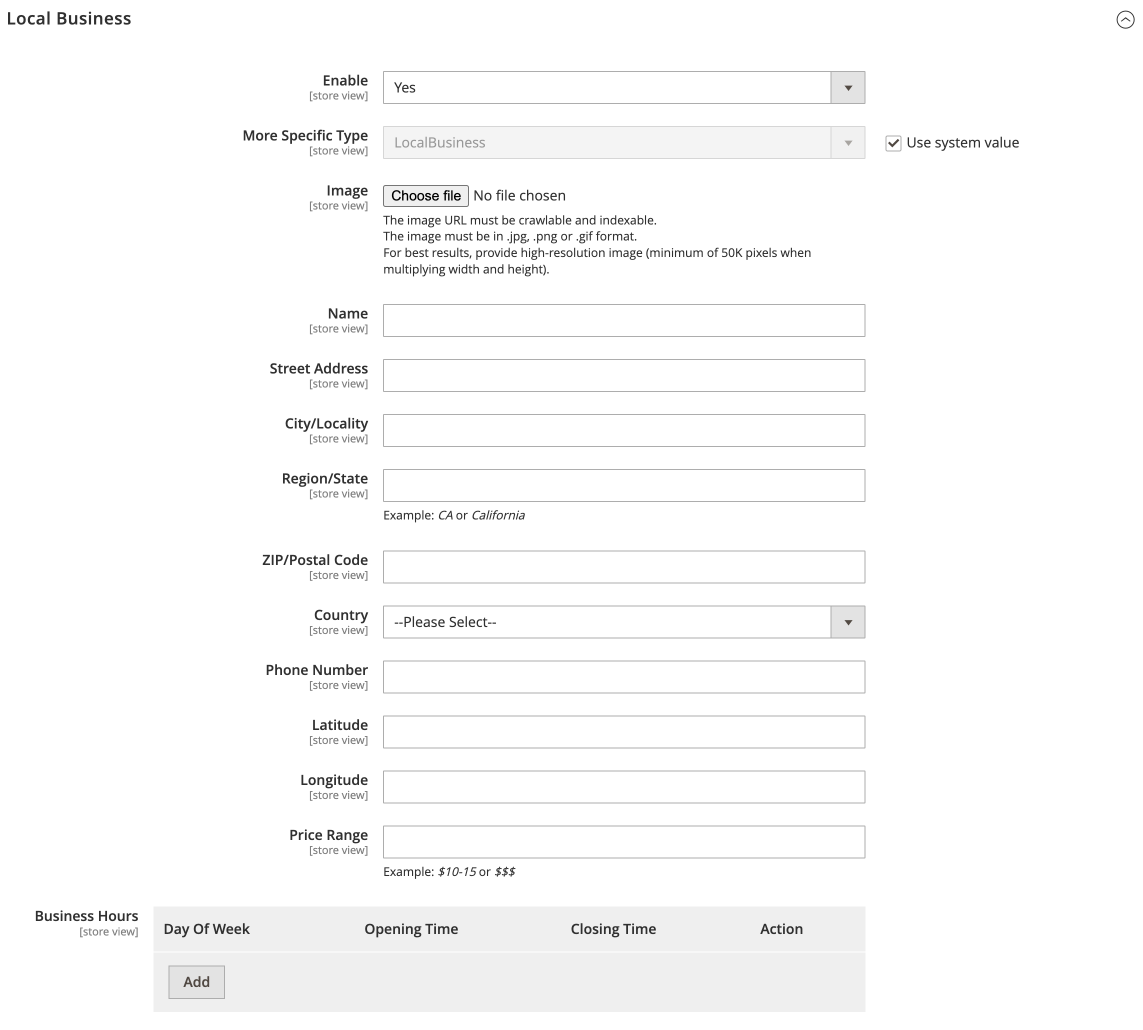 Local Business
Enable
[store view]
Yes
More Specific Type
[store view]
LocalBusiness
Use system value
Image
[store view]
Choose file No file chosen
The image URL must be crawlable and indexable.
The image must be in .jpg, .png or .gif format.
For best results, provide high-resolution image (minimum of 50K pixels when
multiplying width and height).
Name
[store view]
Street Address
[store view]
City/Locality
[store view]
Region/State
[store view]
Example: CA or California
ZIP/Postal Code
[store view]
Country
[store view]
--Please Select--
Phone Number
[store view]
Latitude
[store view]
Longitude
[store view]
Price Range
[store view]
Example: $10-15 or $$$
Business Hours
[store view]
Day Of Week Opening Time Closing Time Action
Add